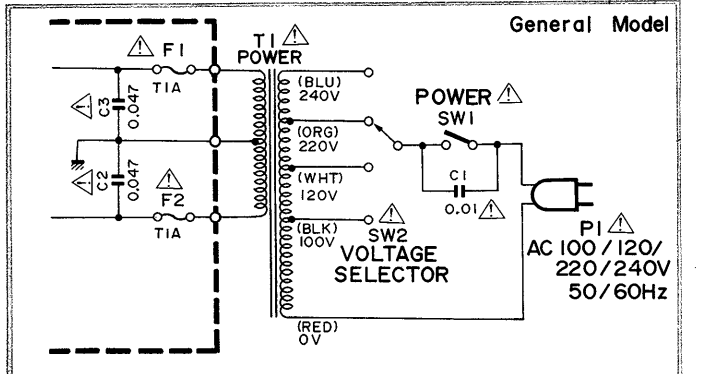 General Model
F1
T1A
T1
POWER
(BLU)
240V
(ORG)
220V
(WHT)
120V
(BLK)
100V
(RED)
0V
POWER
SW1
C1
0.01
SW2
VOLTAGE
SELECTOR
P1
AC 100/120/
220/240V
50/60Hz
C3
0.047
C2
0.047
F2
T1A